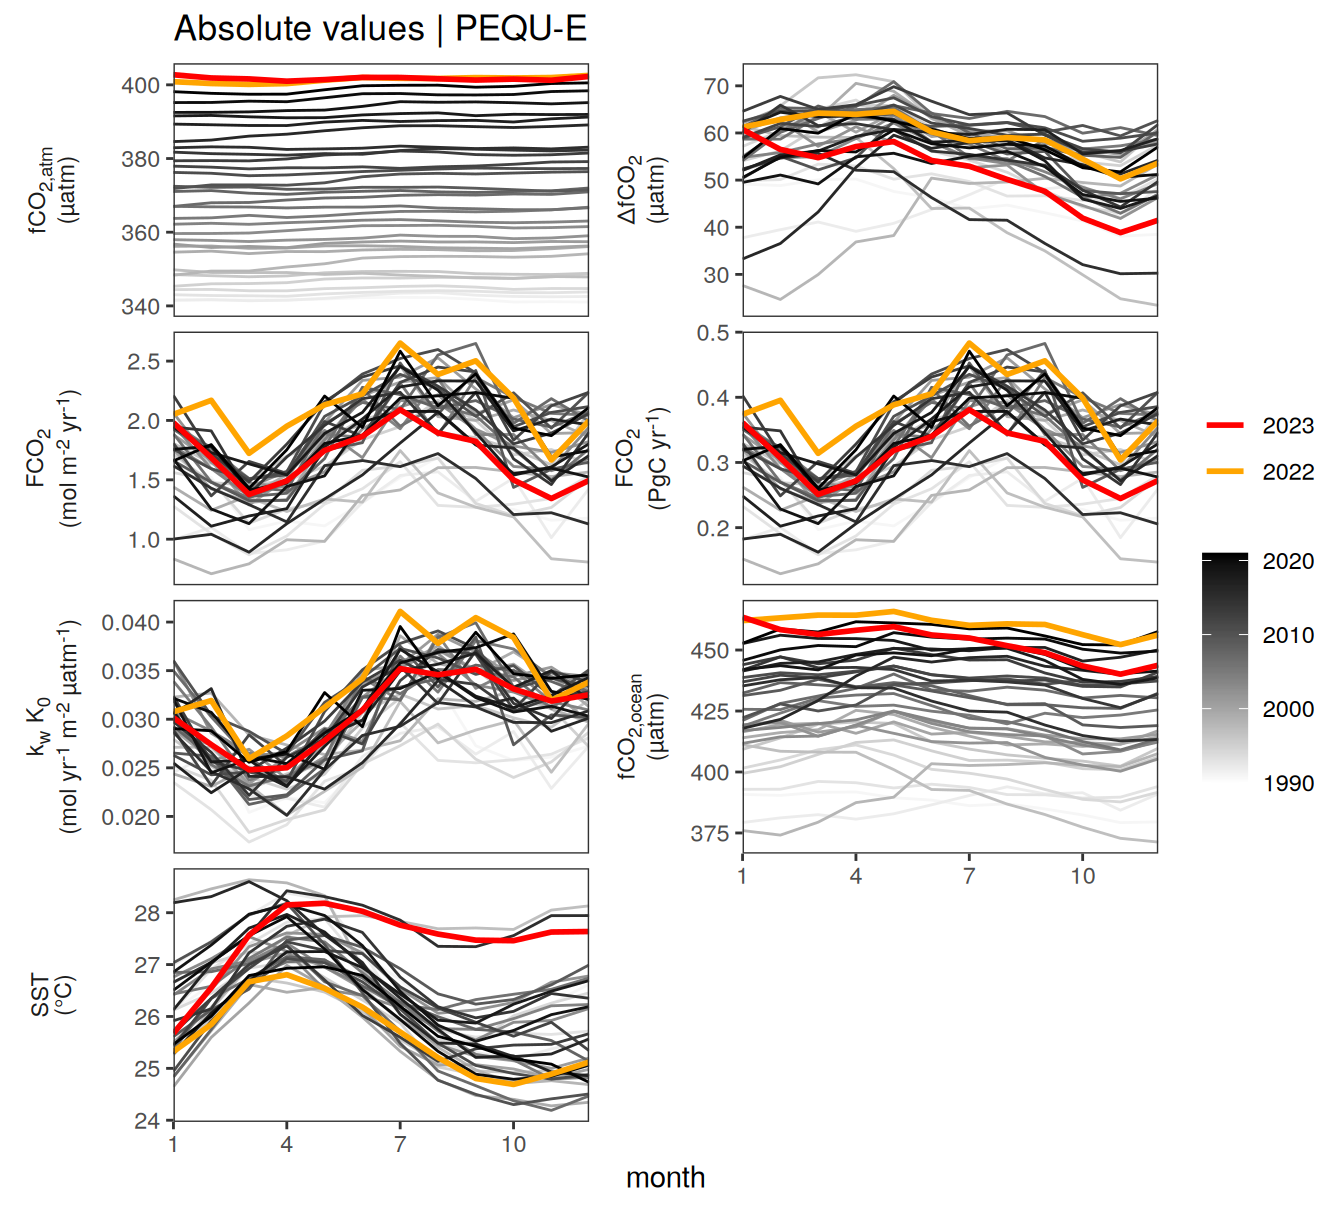 Absolute values | PEQU-E
fCO2,atm
(µatm)
400
380
360
340
ΔfCO2
(µatm)
70
60
50
40
30
FCO2
(mol m-2 yr-1)
2.5
2.0
1.5
1.0
FCO2
(PgC yr-1)
0.5
0.4
0.3
0.2
kw K0
(mol yr-1 m-2 µatm-1)
0.040
0.035
0.030
0.025
0.020
fCO2,ocean
(µatm)
450
425
400
375
1 4 7 10
SST
(°C)
28
27
26
25
24
1 4 7 10
month
2023
2022
2020
2010
2000
1990